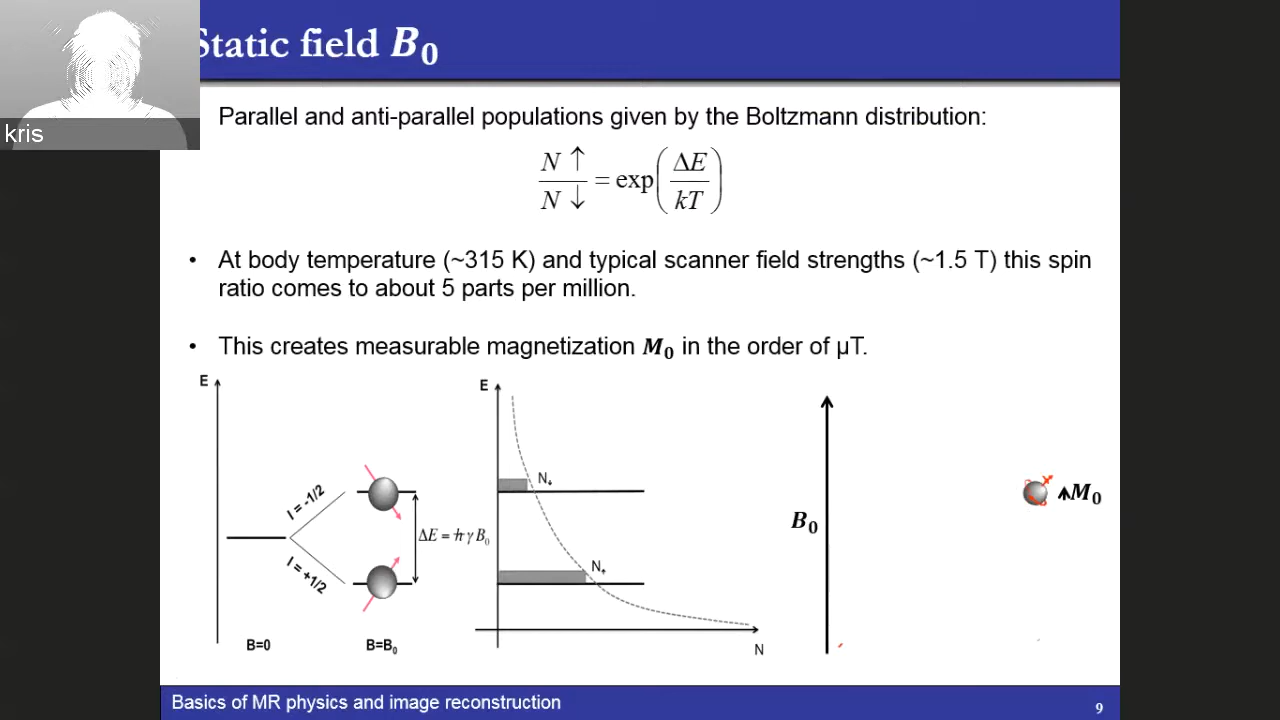 Static field B₀
kris
Parallel and anti-parallel populations given by the Boltzmann distribution:
N↑/N↓ = exp(ΔE/kT)
• At body temperature (~315 K) and typical scanner field strengths (~1.5 T) this spin
ratio comes to about 5 parts per million.
• This creates measurable magnetization M₀ in the order of µT.
E
I = -1/2
I = +1/2
ΔE = ħγB₀
B=0
B=B₀
E
N↓
N↑
N
B₀
M₀
Basics of MR physics and image reconstruction
9